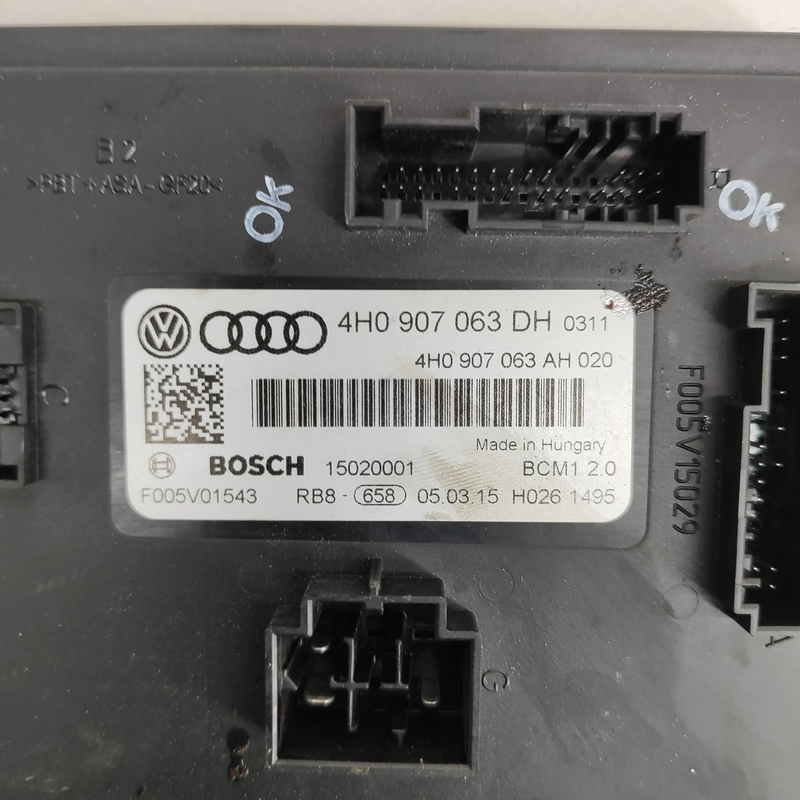 B 2
>PBT+ASA-GF20<
OK
B
OK
VW
4H0 907 063 DH 0311
4H0 907 063 AH 020
C
Made in Hungary
BOSCH 15020001 BCM1 2.0
F005V01543 RB8- 658 05.03.15 H026 1495
F005V15029
A
G